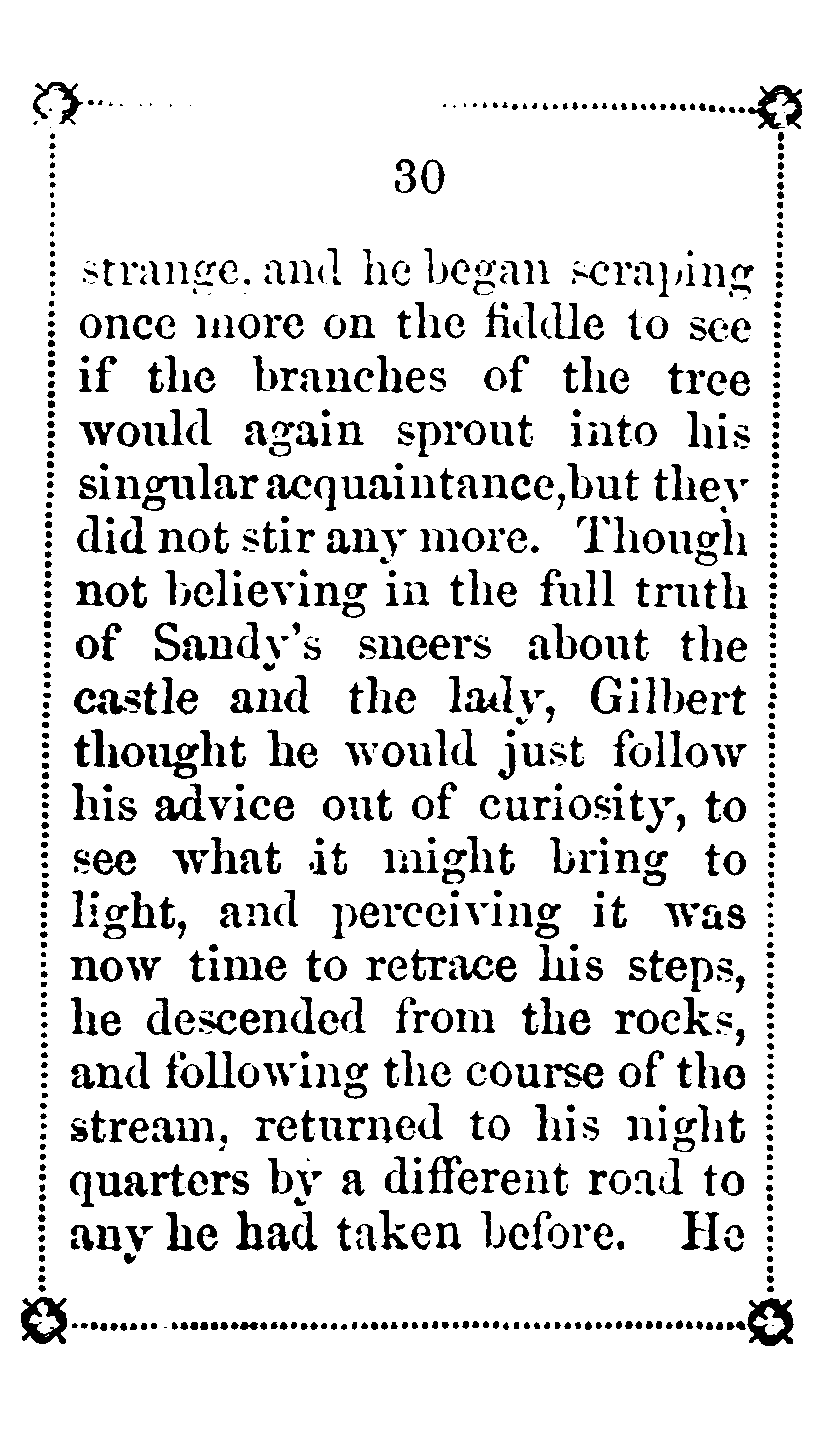 30
strange, and he began scraping
once more on the fiddle to see
if the branches of the tree
would again sprout into his
singular acquaintance,but they
did not stir any more. Though
not believing in the full truth
of Sandy's sneers about the
castle and the lady, Gilbert
thought he would just follow
his advice out of curiosity, to
see what it might bring to
light, and perceiving it was
now time to retrace his steps,
he descended from the rocks,
and following the course of the
stream, returned to his night
quarters by a different road to
any he had taken before. He